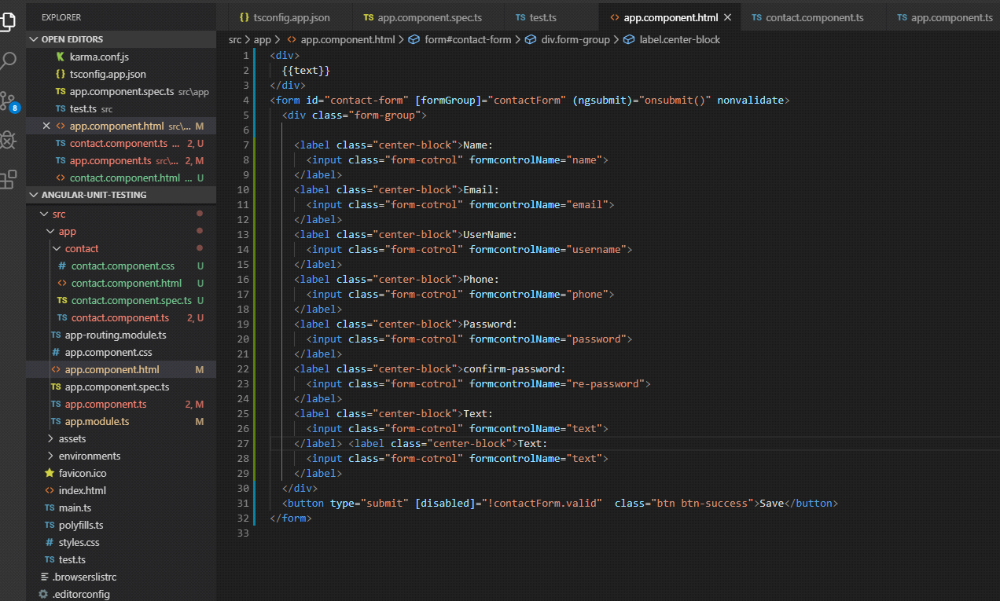 EXPLORER
OPEN EDITORS
karma.conf.js
{} tsconfig.app.json
TS app.component.spec.ts src\app
TS test.ts src
<> app.component.html src\... M
TS contact.component.ts ... 2, U
TS app.component.ts src\... 2, M
<> contact.component.html ... U
8
ANGULAR-UNIT-TESTING
src
app
contact
# contact.component.css U
<> contact.component.html U
TS contact.component.spec.ts U
TS contact.component.ts 2, U
TS app-routing.module.ts
# app.component.css
<> app.component.html M
TS app.component.spec.ts
TS app.component.ts 2, M
TS app.module.ts M
assets
environments
favicon.ico
<> index.html
TS main.ts
TS polyfills.ts
# styles.css
TS test.ts
.browserslistrc
.editorconfig
{} tsconfig.app.json TS app.component.spec.ts TS test.ts <> app.component.html TS contact.component.ts TS app.component.ts
src > app > <> app.component.html > form#contact-form > div.form-group > label.center-block
1 <div>
2 {{text}}
3 </div>
4 <form id="contact-form" [formGroup]="contactForm" (ngsubmit)="onsubmit()" nonvalidate>
5 <div class="form-group">
6
7 <label class="center-block">Name:
8 <input class="form-cotrol" formcontrolName="name">
9 </label>
10 <label class="center-block">Email:
11 <input class="form-cotrol" formcontrolName="email">
12 </label>
13 <label class="center-block">UserName:
14 <input class="form-cotrol" formcontrolName="username">
15 </label>
16 <label class="center-block">Phone:
17 <input class="form-cotrol" formcontrolName="phone">
18 </label>
19 <label class="center-block">Password:
20 <input class="form-cotrol" formcontrolName="password">
21 </label>
22 <label class="center-block">confirm-password:
23 <input class="form-cotrol" formcontrolName="re-password">
24 </label>
25 <label class="center-block">Text:
26 <input class="form-cotrol" formcontrolName="text">
27 </label> <label class="center-block">Text:
28 <input class="form-cotrol" formcontrolName="text">
29 </label>
30 </div>
31 <button type="submit" [disabled]="!contactForm.valid"  class="btn btn-success">Save</button>
32 </form>
33